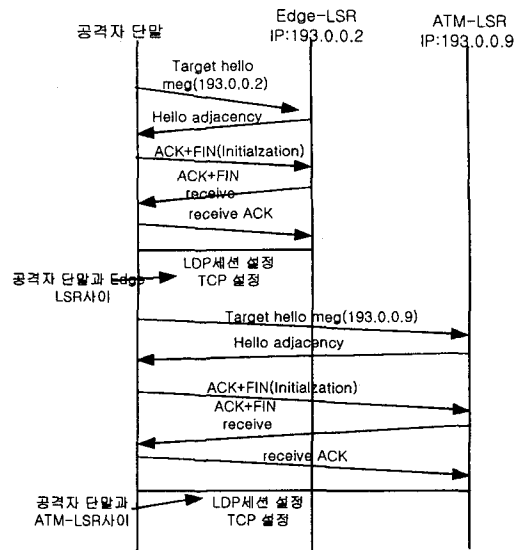 공격자 단말
Edge-LSR
IP:193.0.0.2
ATM-LSR
IP:193.0.0.9
Target hello
meg(193.0.0.2)
Hello adjacency
ACK+FIN(Initialzation)
ACK+FIN
receive
receive ACK
LDP세션 설정
TCP 설정
공격자 단말과 Edge
LSR사이
Target hello meg(193.0.0.9)
Hello adjacency
ACK+FIN(Initialzation)
ACK+FIN
receive
receive ACK
공격자 단말과
ATM-LSR사이
LDP세션 설정
TCP 설정